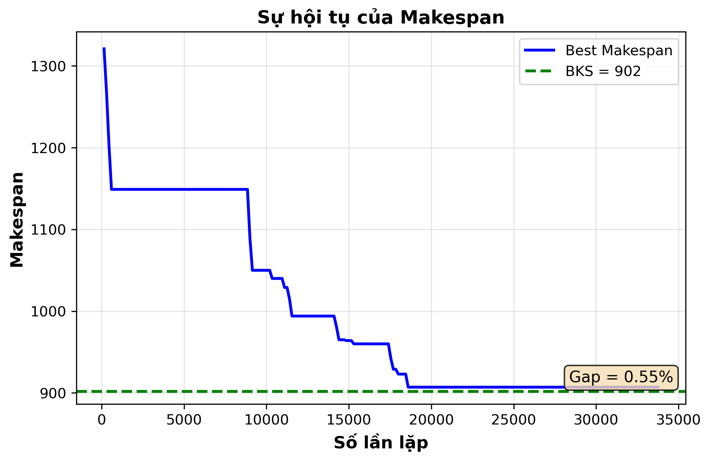 Sự hội tụ của Makespan
Best Makespan
BKS = 902
Makespan
1300
1200
1100
1000
900
Gap = 0.55%
0 5000 10000 15000 20000 25000 30000 35000
Số lần lặp